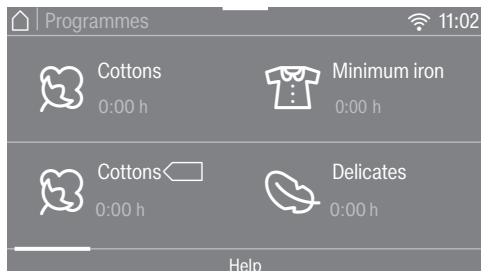 Programmes 11:02
Cottons Minimum iron
0:00 h 0:00 h
Cottons Delicates
0:00 h 0:00 h
Help